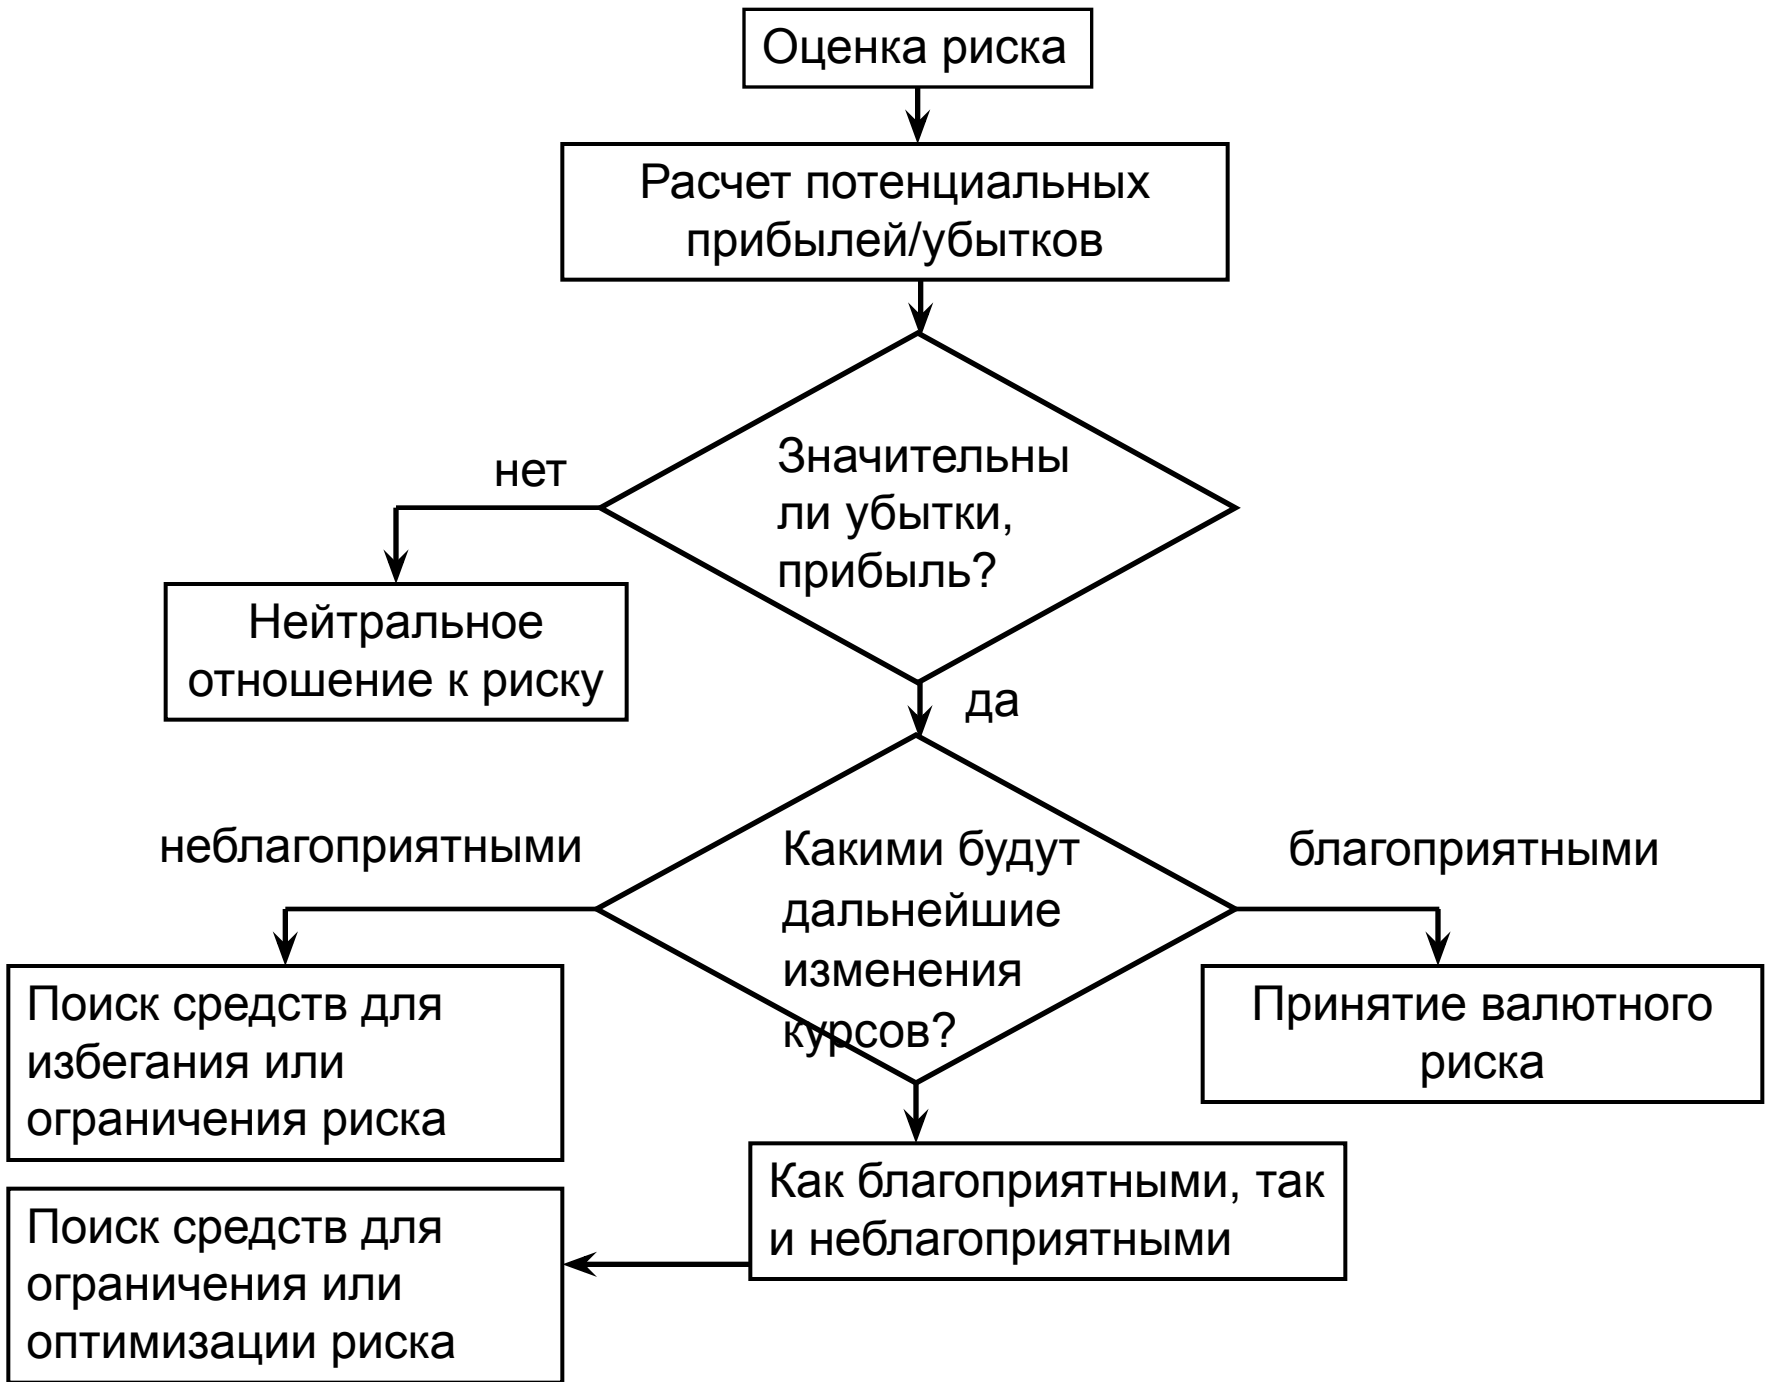 Оценка риска
Расчет потенциальных
прибылей/убытков
Значительны
ли убытки,
прибыль?
нет
Нейтральное
отношение к риску
да
неблагоприятными
Какими будут
дальнейшие
изменения
курсов?
благоприятными
Поиск средств для
избегания или
ограничения риска
Принятие валютного
риска
Как благоприятными, так
и неблагоприятными
Поиск средств для
ограничения или
оптимизации риска